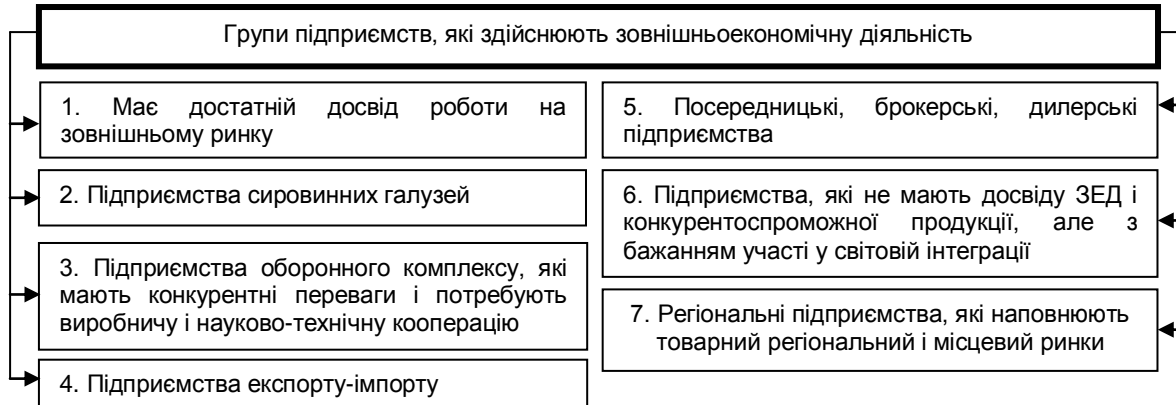 Групи підприємств, які здійснюють зовнішньоекономічну діяльність
1. Має достатній досвід роботи на
зовнішньому ринку
2. Підприємства сировинних галузей
3. Підприємства оборонного комплексу, які
мають конкурентні переваги і потребують
виробничу і науково-технічну кооперацію
4. Підприємства експорту-імпорту
5. Посередницькі, брокерські, дилерські
підприємства
6. Підприємства, які не мають досвіду ЗЕД і
конкурентоспроможної продукції, але з
бажанням участі у світовій інтеграції
7. Регіональні підприємства, які наповнюють
товарний регіональний і місцевий ринки